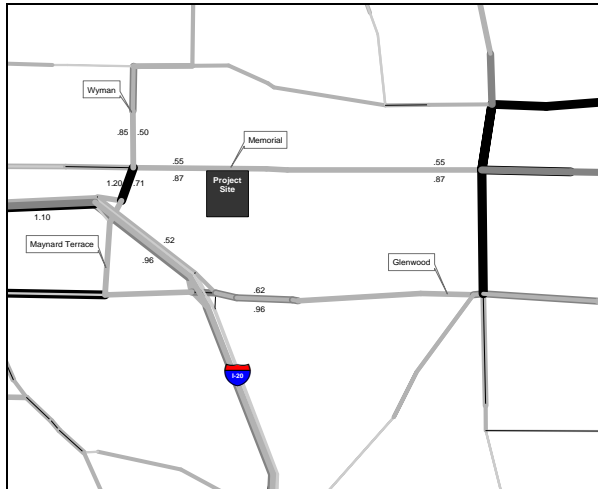 Wyman
.85 .50
Memorial
.55
.55
.87
.87
Project
Site
1.20 .71
1.10
Maynard Terrace
.52
.96
Glenwood
.62
.96
I-20